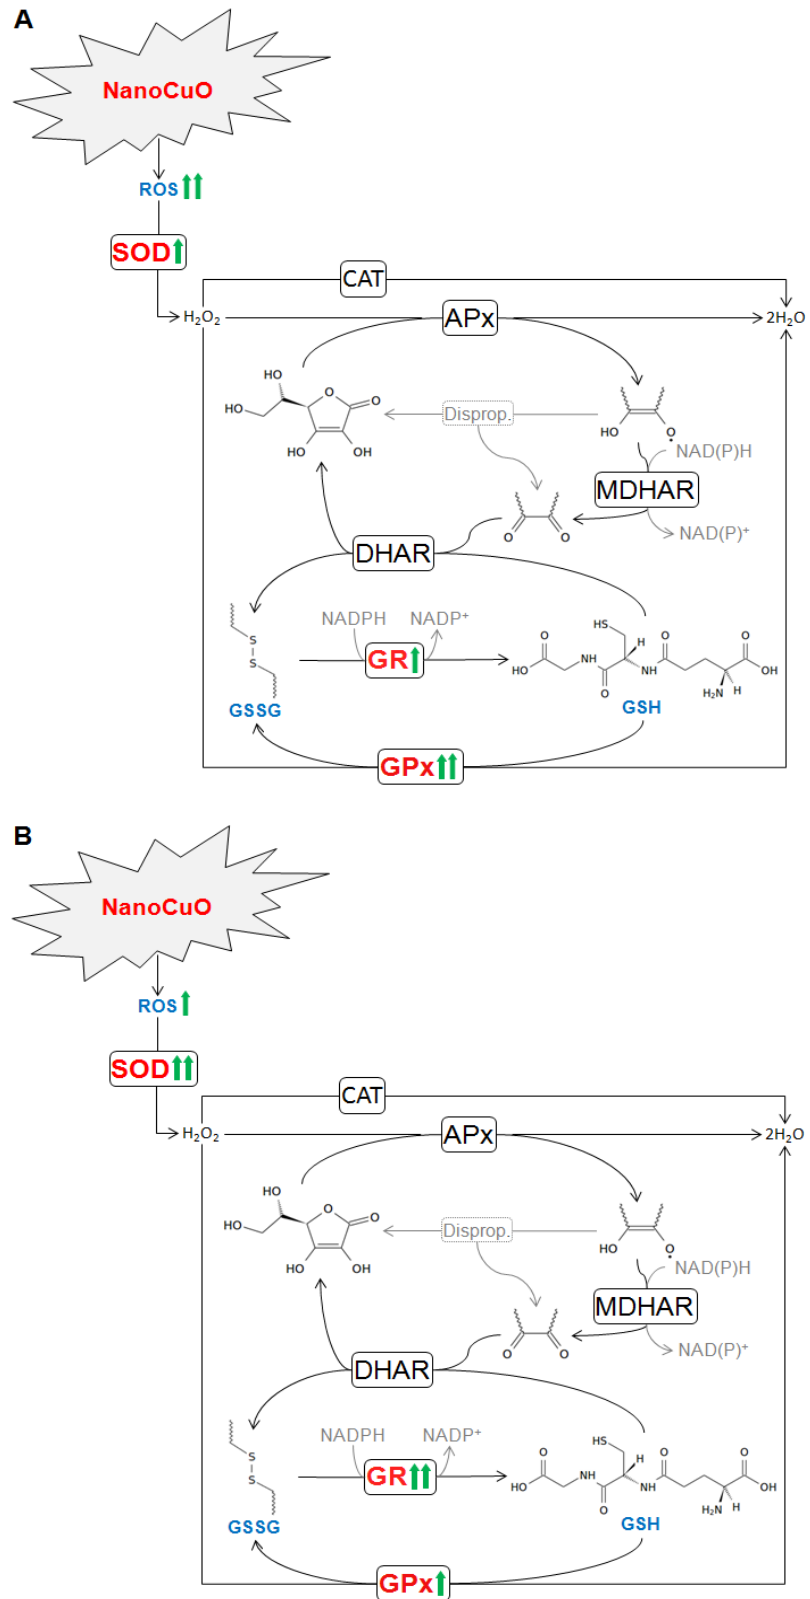 A
NanoCuO
ROS
SOD
CAT
H₂O₂
APx
2H₂O
HO
O
O
HO
HO
OH
Disprop.
HO
O
NAD(P)H
MDHAR
O
O
NAD(P)⁺
DHAR
NADPH
NADP⁺
S
S
GR
HS
H
O
O
O
HO
NH
NH
OH
O
H₂N
H
GSSG
GSH
GPx
B
NanoCuO
ROS
SOD
CAT
H₂O₂
APx
2H₂O
HO
O
O
HO
HO
OH
Disprop.
HO
O
NAD(P)H
MDHAR
O
O
NAD(P)⁺
DHAR
NADPH
NADP⁺
S
S
GR
HS
H
O
O
O
HO
NH
NH
OH
O
H₂N
H
GSSG
GSH
GPx